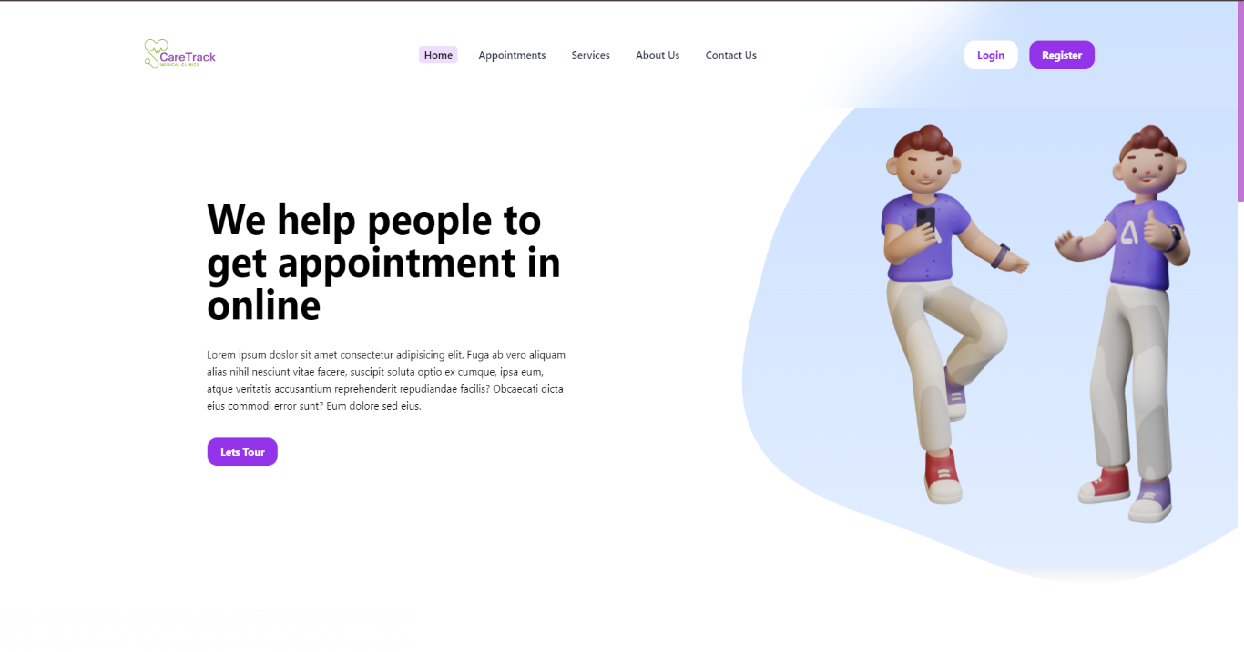 CareTrack
MEDICAL CLINICS
Home Appointments Services About Us Contact Us
Login Register
We help people to
get appointment in
online
Lorem ipsum doslor sit amet consectetur adipisicing elit. Fuga ab vero aliquam
alias nihil nesciunt vitae facere, suscipit soluta optio ex cumque, ipsa eum,
atque veritatis accusantium reprehenderit repudiandae facilis? Obcaecati dicta
eius commodi error sunt? Eum dolore sed eius.
Lets Tour